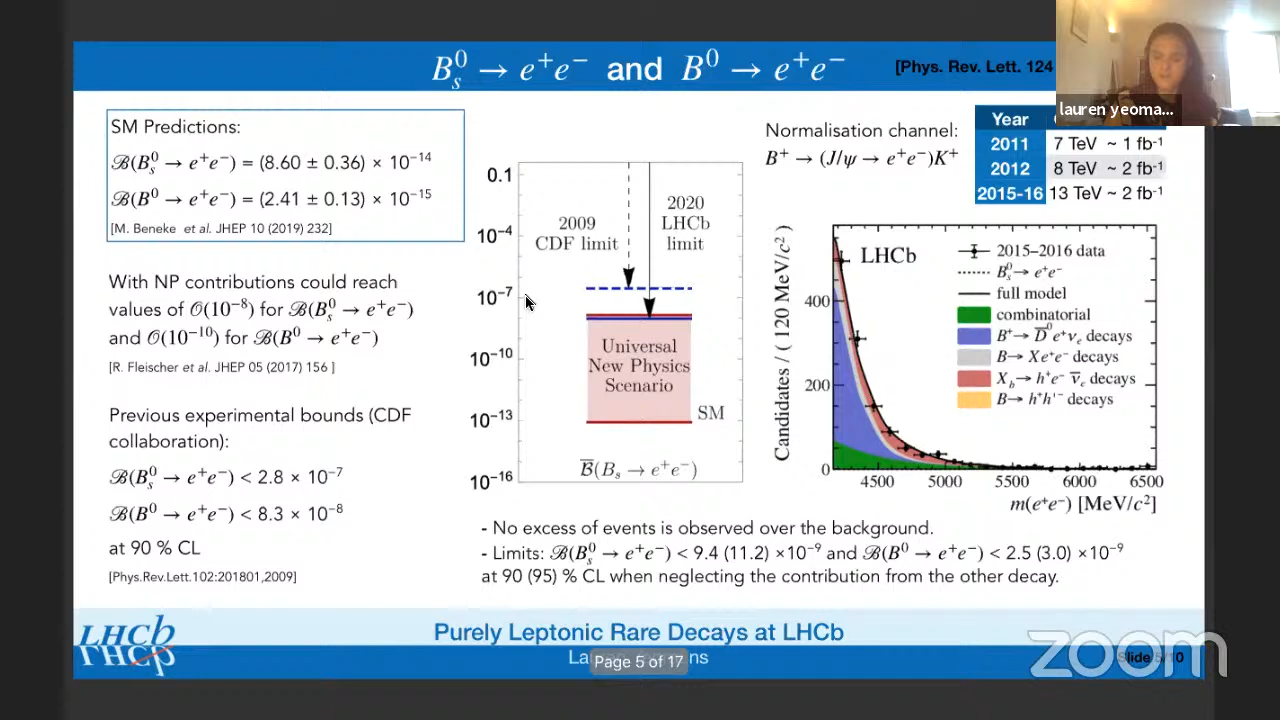 B⁰ₛ → e⁺e⁻ and B⁰ → e⁺e⁻
[Phys. Rev. Lett. 124
lauren yeoma...
SM Predictions:
ℬ(B⁰ₛ → e⁺e⁻) = (8.60 ± 0.36) × 10⁻¹⁴
ℬ(B⁰ → e⁺e⁻) = (2.41 ± 0.13) × 10⁻¹⁵
[M. Beneke et al. JHEP 10 (2019) 232]
With NP contributions could reach
values of 𝒪(10⁻⁸) for ℬ(B⁰ₛ → e⁺e⁻)
and 𝒪(10⁻¹⁰) for ℬ(B⁰ → e⁺e⁻)
[R. Fleischer et al. JHEP 05 (2017) 156 ]
Previous experimental bounds (CDF
collaboration):
ℬ(B⁰ₛ → e⁺e⁻) < 2.8 × 10⁻⁷
ℬ(B⁰ → e⁺e⁻) < 8.3 × 10⁻⁸
at 90 % CL
[Phys.Rev.Lett.102:201801,2009]
0.1
10⁻⁴
10⁻⁷
10⁻¹⁰
10⁻¹³
10⁻¹⁶
2009
CDF limit
2020
LHCb
limit
Universal
New Physics
Scenario
SM
ℬ̅(Bₛ → e⁺e⁻)
Normalisation channel:
B⁺ → (J/ψ → e⁺e⁻)K⁺
Year
2011 7 TeV ~ 1 fb⁻¹
2012 8 TeV ~ 2 fb⁻¹
2015-16 13 TeV ~ 2 fb⁻¹
Candidates / ( 120 MeV/c² )
400
200
0
LHCb
2015-2016 data
B⁰ₛ → e⁺e⁻
full model
combinatorial
B⁺ → D̅⁰e⁺νₑ decays
B → Xe⁺e⁻ decays
X_b → h⁺e⁻ν̅ₑ decays
B → h⁺h'⁻ decays
4500 5000 5500 6000 6500
m(e⁺e⁻) [MeV/c²]
- No excess of events is observed over the background.
- Limits: ℬ(B⁰ₛ → e⁺e⁻) < 9.4 (11.2) ×10⁻⁹ and ℬ(B⁰ → e⁺e⁻) < 2.5 (3.0) ×10⁻⁹
at 90 (95) % CL when neglecting the contribution from the other decay.
LHCb
Purely Leptonic Rare Decays at LHCb
Page 5 of 17
zoom
Slide 5/10